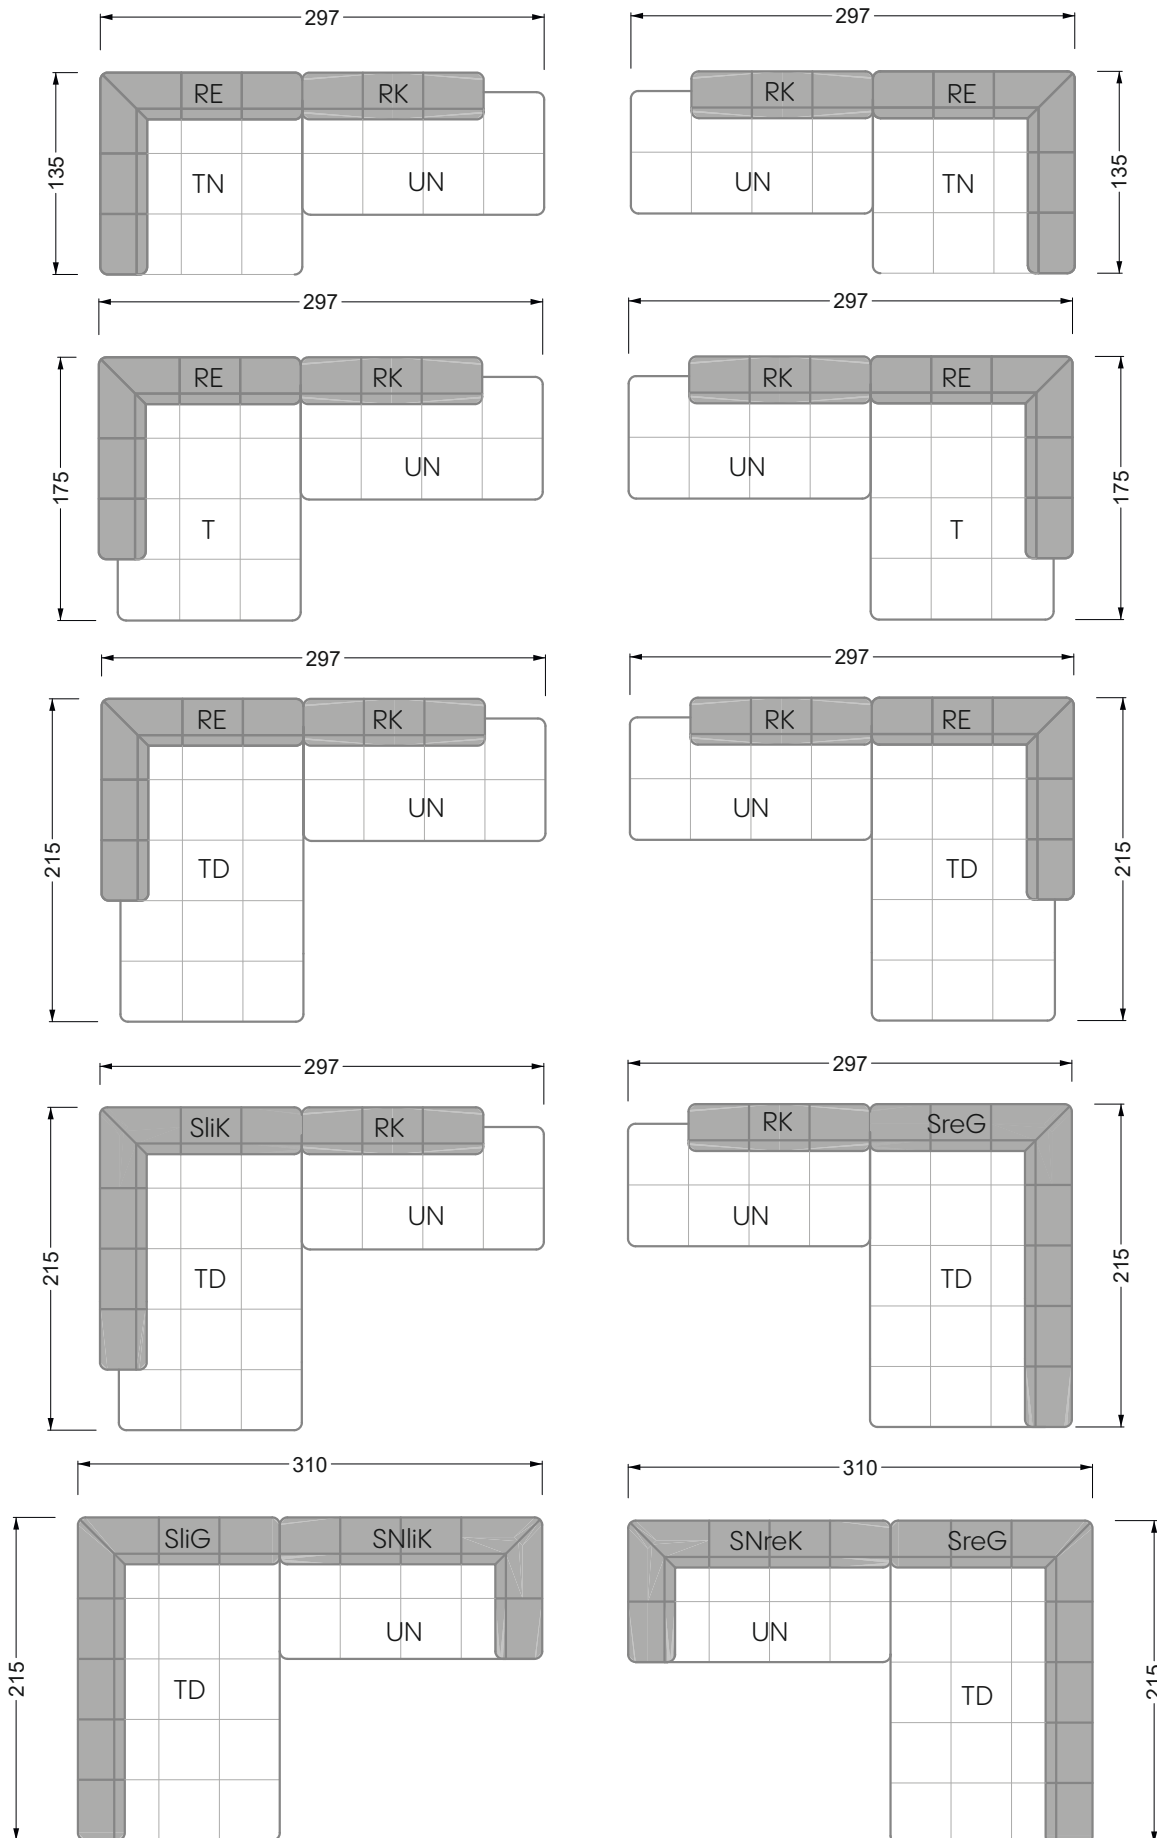 297 297
RE RK RK RE
135 TN UN UN TN 135
297 297
RE RK RK RE
UN UN
175 175
T T
297 297
RE RK RK RE
UN UN
215 TD TD 215
297 297
SliK RK RK SreG
UN UN
215 TD TD 215
310 310
SliG SNliK SNreK SreG
UN UN
215 TD TD 215